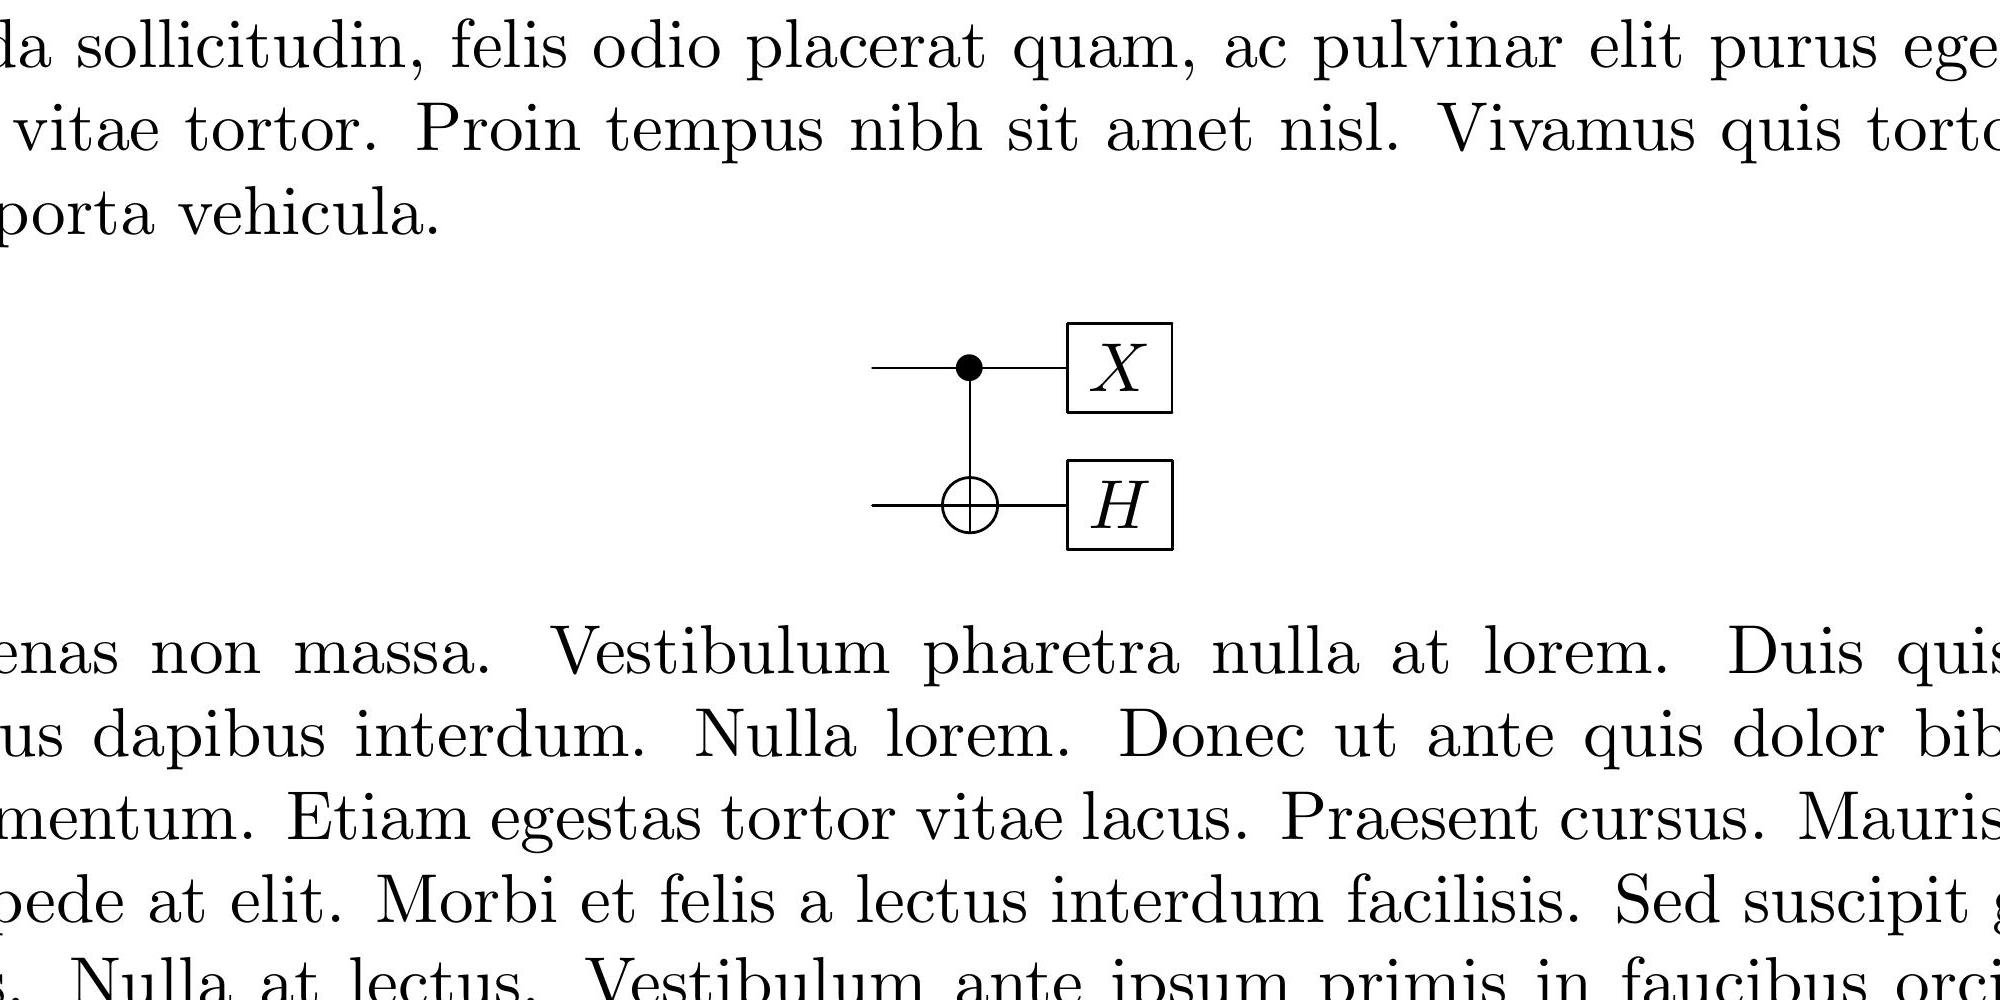 da sollicitudin, felis odio placerat quam, ac pulvinar elit purus ege
vitae tortor. Proin tempus nibh sit amet nisl. Vivamus quis torto
porta vehicula.
X
H
enas non massa. Vestibulum pharetra nulla at lorem. Duis quis
us dapibus interdum. Nulla lorem. Donec ut ante quis dolor bib
mentum. Etiam egestas tortor vitae lacus. Praesent cursus. Mauris
pede at elit. Morbi et felis a lectus interdum facilisis. Sed suscipit g
s. Nulla at lectus. Vestibulum ante ipsum primis in faucibus orci